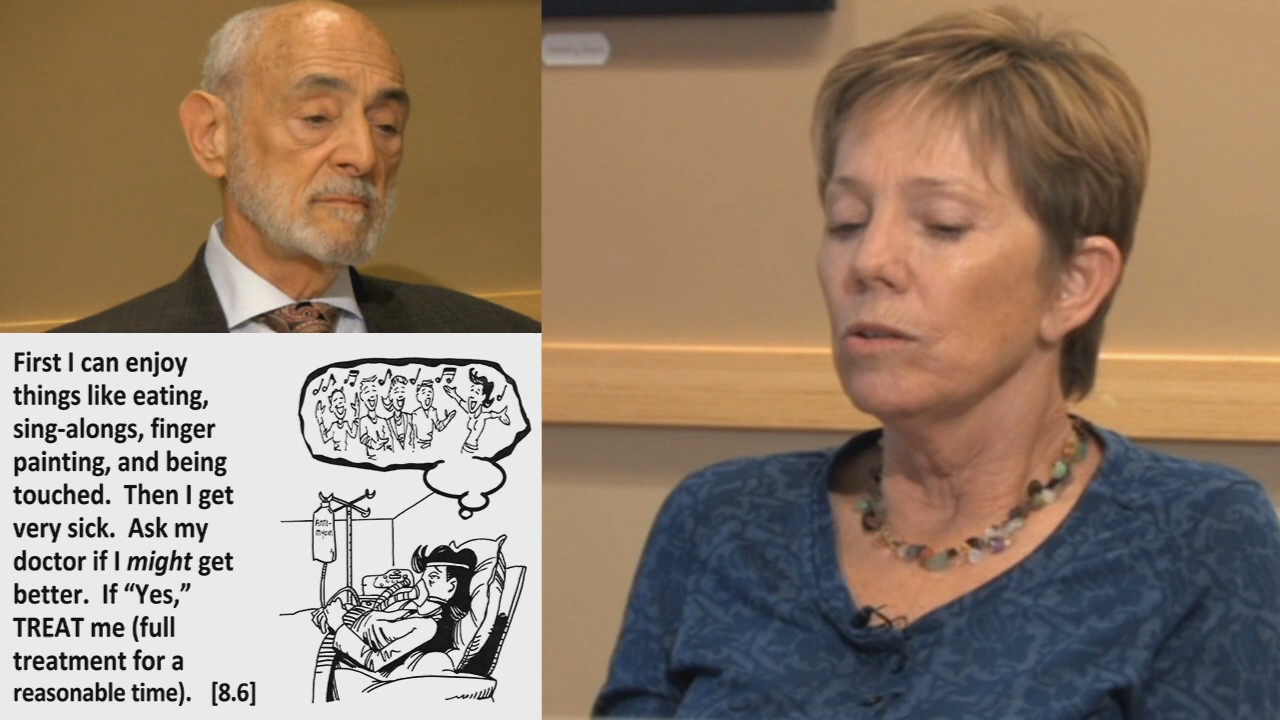 First I can enjoy
things like eating,
sing-alongs, finger
painting, and being
touched. Then I get
very sick. Ask my
doctor if I might get
better. If “Yes,”
TREAT me (full
treatment for a
reasonable time). [8.6]